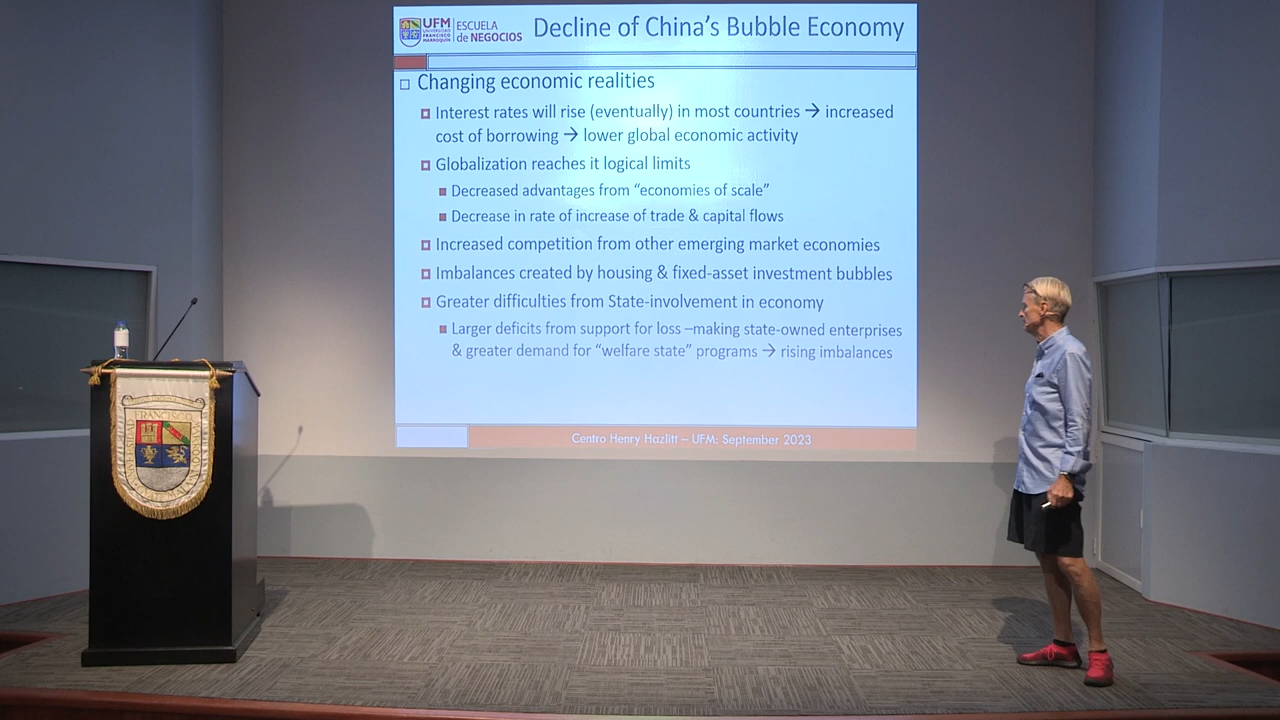 UFM
UNIVERSIDAD
FRANCISCO
MARROQUÍN
ESCUELA
de NEGOCIOS
Decline of China's Bubble Economy
Changing economic realities
Interest rates will rise (eventually) in most countries → increased
cost of borrowing → lower global economic activity
Globalization reaches it logical limits
Decreased advantages from “economies of scale”
Decrease in rate of increase of trade & capital flows
Increased competition from other emerging market economies
Imbalances created by housing & fixed-asset investment bubbles
Greater difficulties from State-involvement in economy
Larger deficits from support for loss –making state-owned enterprises
& greater demand for “welfare state” programs → rising imbalances
Centro Henry Hazlitt – UFM: September 2023
FRANCISCO